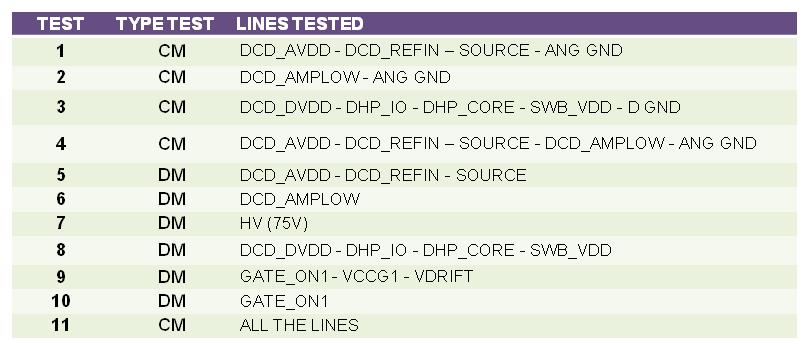 TEST TYPE TEST LINES TESTED
1 CM DCD_AVDD - DCD_REFIN – SOURCE - ANG GND
2 CM DCD_AMPLOW - ANG GND
3 CM DCD_DVDD - DHP_IO - DHP_CORE - SWB_VDD - D GND
4 CM DCD_AVDD - DCD_REFIN – SOURCE - DCD_AMPLOW - ANG GND
5 DM DCD_AVDD - DCD_REFIN - SOURCE
6 DM DCD_AMPLOW
7 DM HV (75V)
8 DM DCD_DVDD - DHP_IO - DHP_CORE - SWB_VDD
9 DM GATE_ON1 - VCCG1 - VDRIFT
10 DM GATE_ON1
11 CM ALL THE LINES